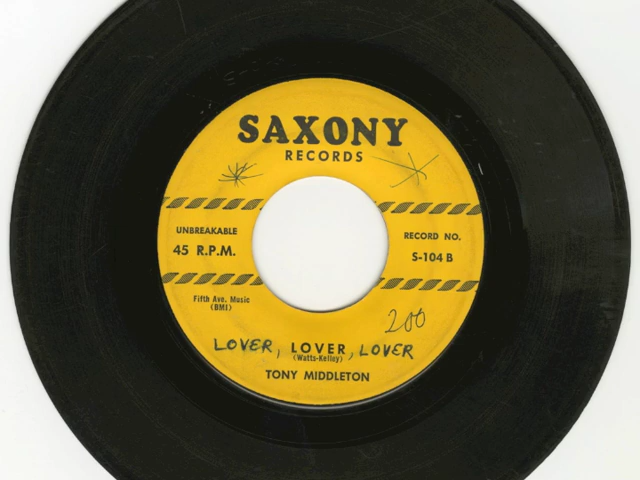 SAXONY
RECORDS
UNBREAKABLE
45 R.P.M.
RECORD NO.
S-104 B
Fifth Ave. Music
(BMI)
200
LOVER, LOVER, LOVER
(Watts-Kelley)
TONY MIDDLETON